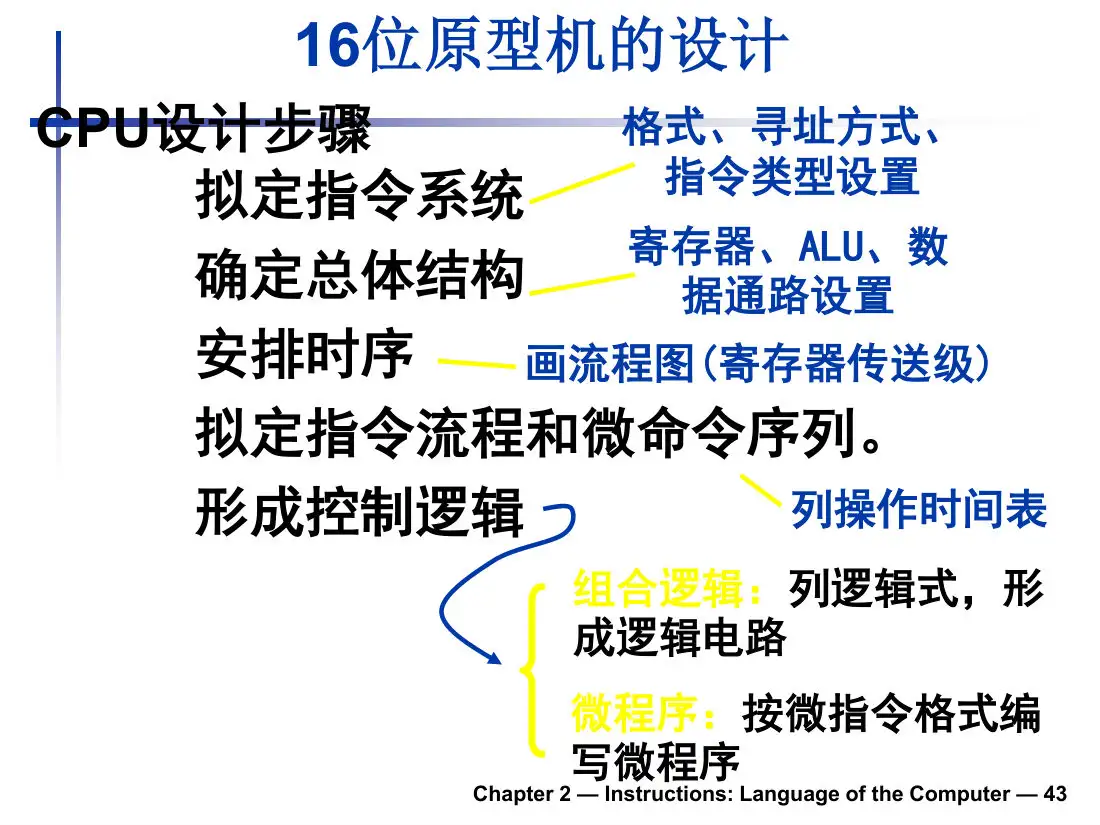 16位原型机的设计
CPU设计步骤
格式、寻址方式、
指令类型设置
拟定指令系统
寄存器、ALU、数
据通路设置
确定总体结构
安排时序
画流程图(寄存器传送级)
拟定指令流程和微命令序列。
列操作时间表
形成控制逻辑
组合逻辑：列逻辑式，形
成逻辑电路
微程序：按微指令格式编
写微程序
Chapter 2 — Instructions: Language of the Computer — 43